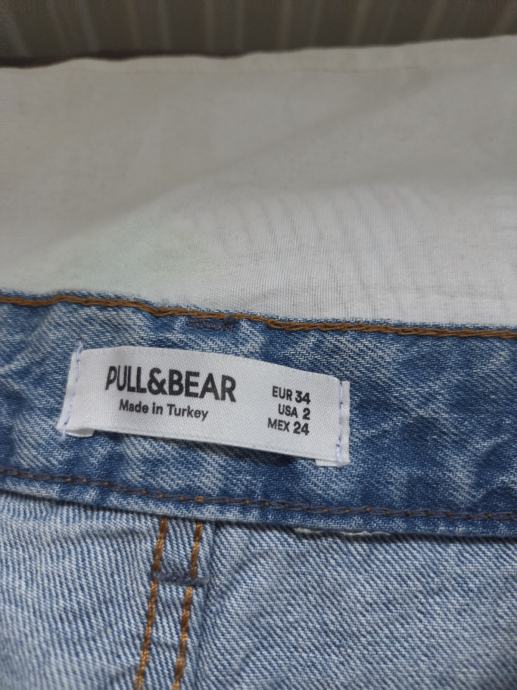 PULL&BEAR
Made in Turkey
EUR 34
USA 2
MEX 24